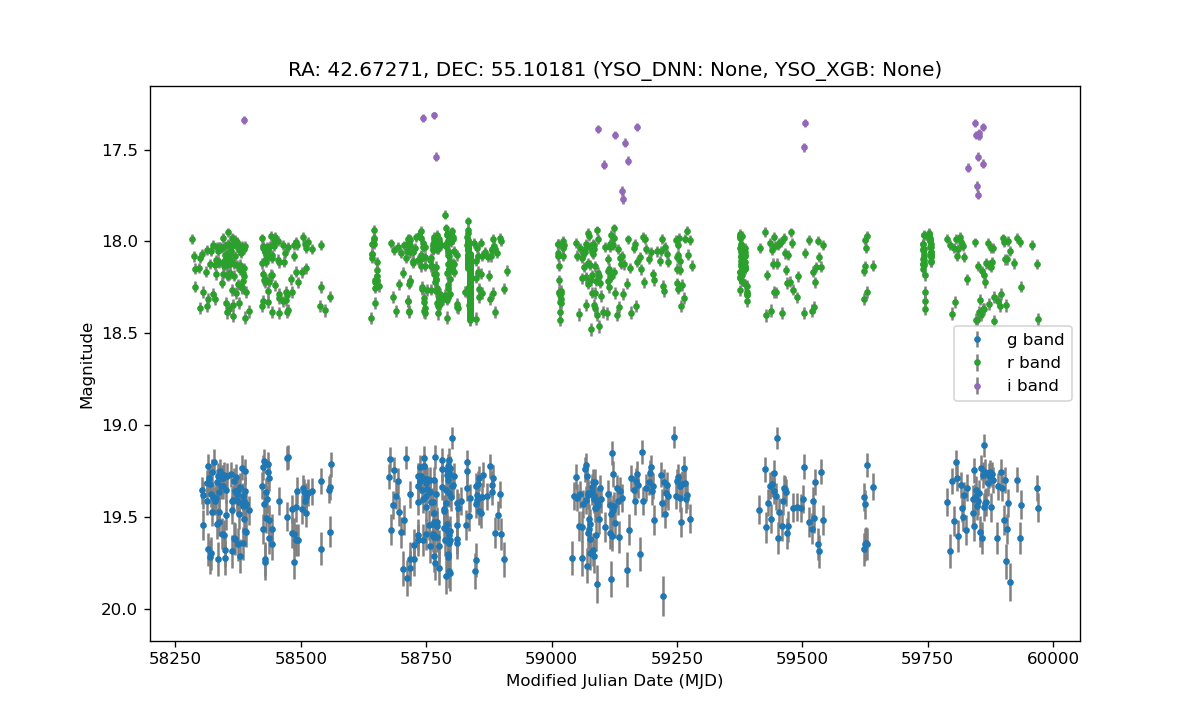 RA: 42.67271, DEC: 55.10181 (YSO_DNN: None, YSO_XGB: None)
17.5
18.0
18.5
19.0
19.5
20.0
Magnitude
g band
r band
i band
58250 58500 58750 59000 59250 59500 59750 60000
Modified Julian Date (MJD)